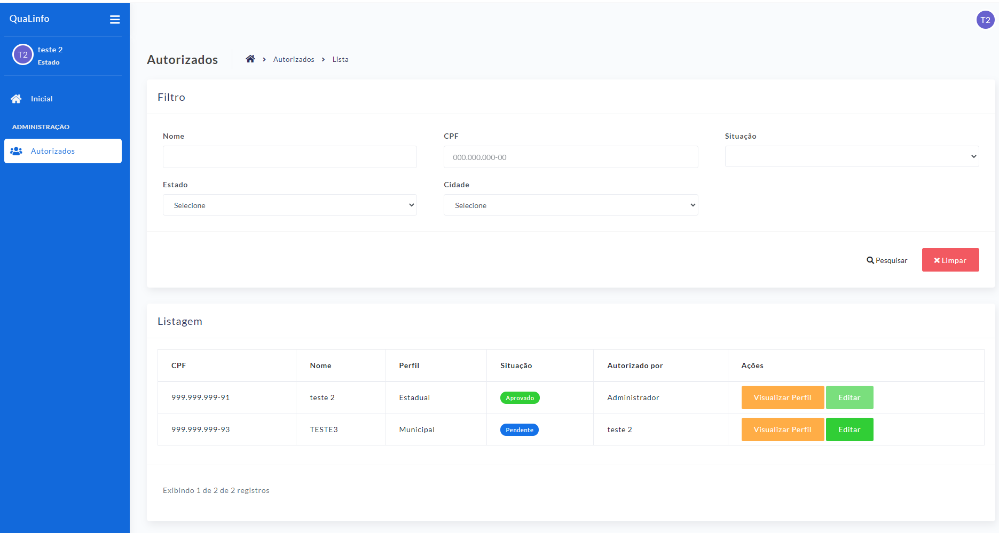 QuaLinfo
T2
T2
teste 2
Estado
Inicial
ADMINISTRAÇÃO
Autorizados
Autorizados
Autorizados
Lista
Filtro
Nome
CPF
Situação
000.000.000-00
Estado
Cidade
Selecione
Selecione
Pesquisar
Limpar
Listagem
CPF Nome Perfil Situação Autorizado por Ações
999.999.999-91 teste 2 Estadual Aprovado Administrador Visualizar Perfil Editar
999.999.999-93 TESTE3 Municipal Pendente teste 2 Visualizar Perfil Editar
Exibindo 1 de 2 de 2 registros